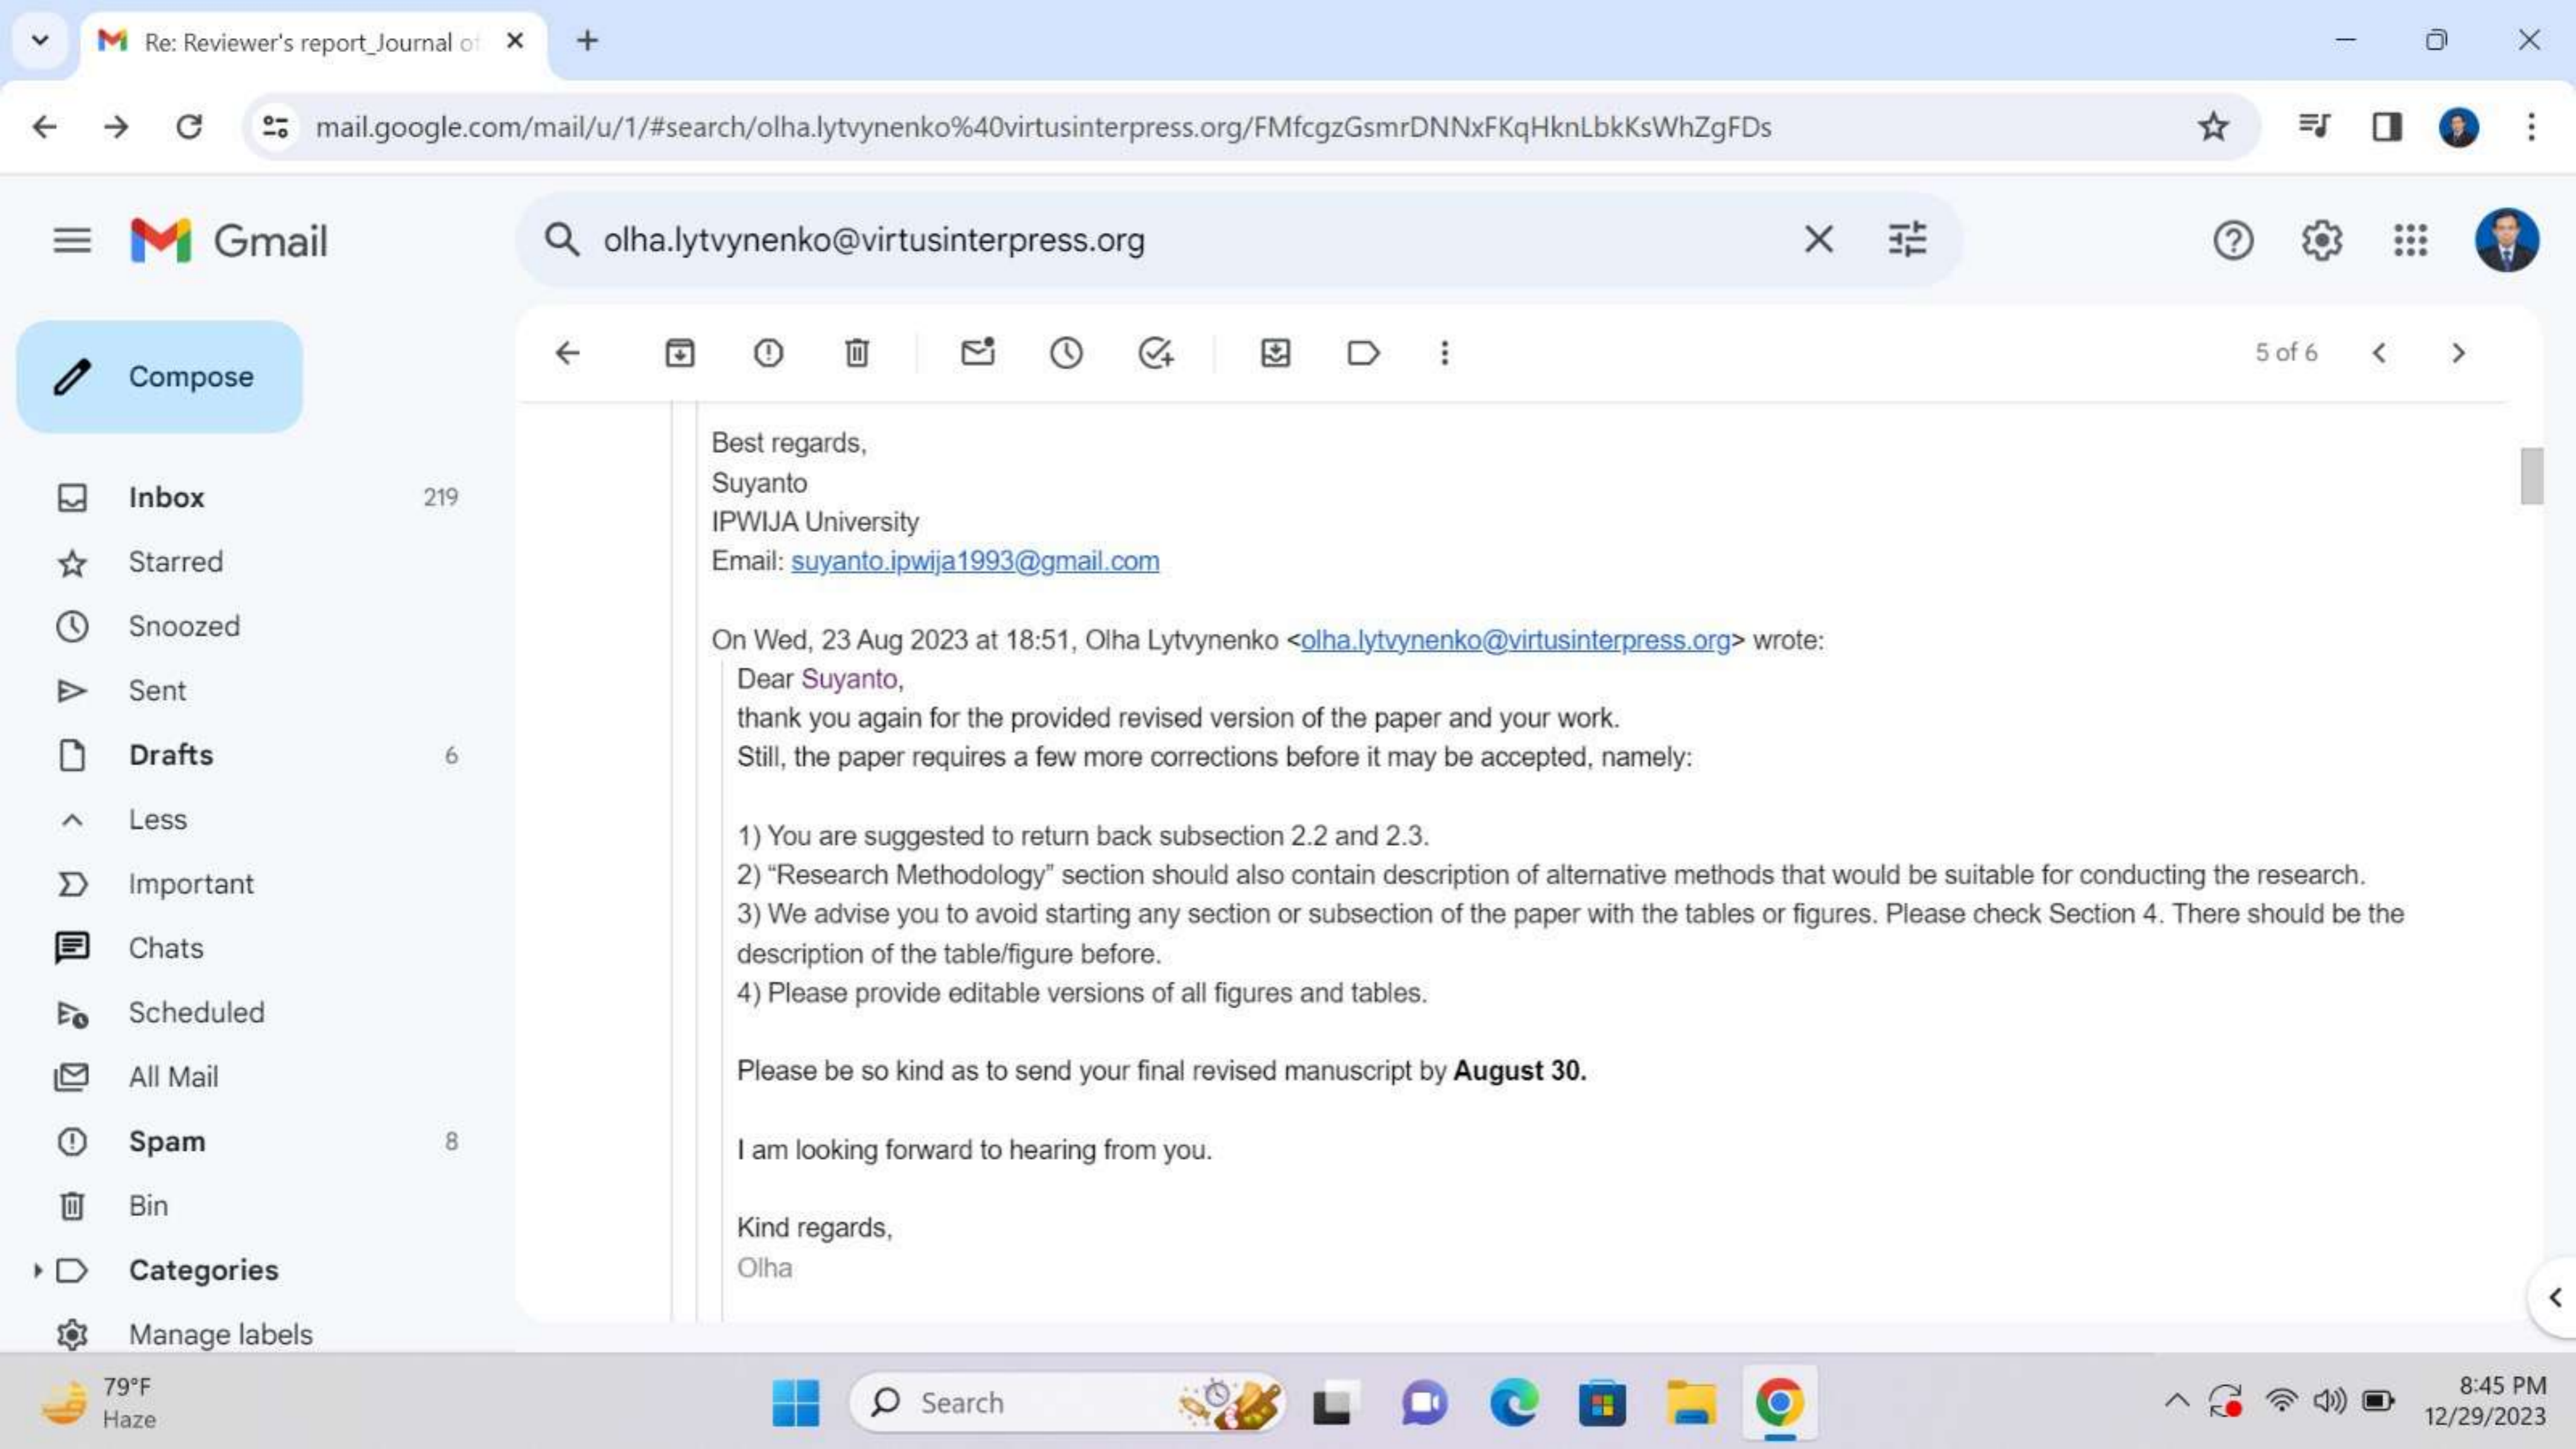 Re: Reviewer's report_Journal of
mail.google.com/mail/u/1/#search/olha.lytvynenko%40virtusinterpress.org/FMfcgzGsmrDNNxFKqHknLbkKsWhZgFDs
Gmail
olha.lytvynenko@virtusinterpress.org
Compose
5 of 6
Inbox 219
Starred
Snoozed
Sent
Drafts 6
Less
Important
Chats
Scheduled
All Mail
Spam 8
Bin
Categories
Manage labels
Best regards,
Suyanto
IPWIJA University
Email: suyanto.ipwija1993@gmail.com
On Wed, 23 Aug 2023 at 18:51, Olha Lytvynenko <olha.lytvynenko@virtusinterpress.org> wrote:
Dear Suyanto,
thank you again for the provided revised version of the paper and your work.
Still, the paper requires a few more corrections before it may be accepted, namely:
1) You are suggested to return back subsection 2.2 and 2.3.
2) “Research Methodology” section should also contain description of alternative methods that would be suitable for conducting the research.
3) We advise you to avoid starting any section or subsection of the paper with the tables or figures. Please check Section 4. There should be the
description of the table/figure before.
4) Please provide editable versions of all figures and tables.
Please be so kind as to send your final revised manuscript by August 30.
I am looking forward to hearing from you.
Kind regards,
Olha
79°F
Haze
Search
8:45 PM
12/29/2023